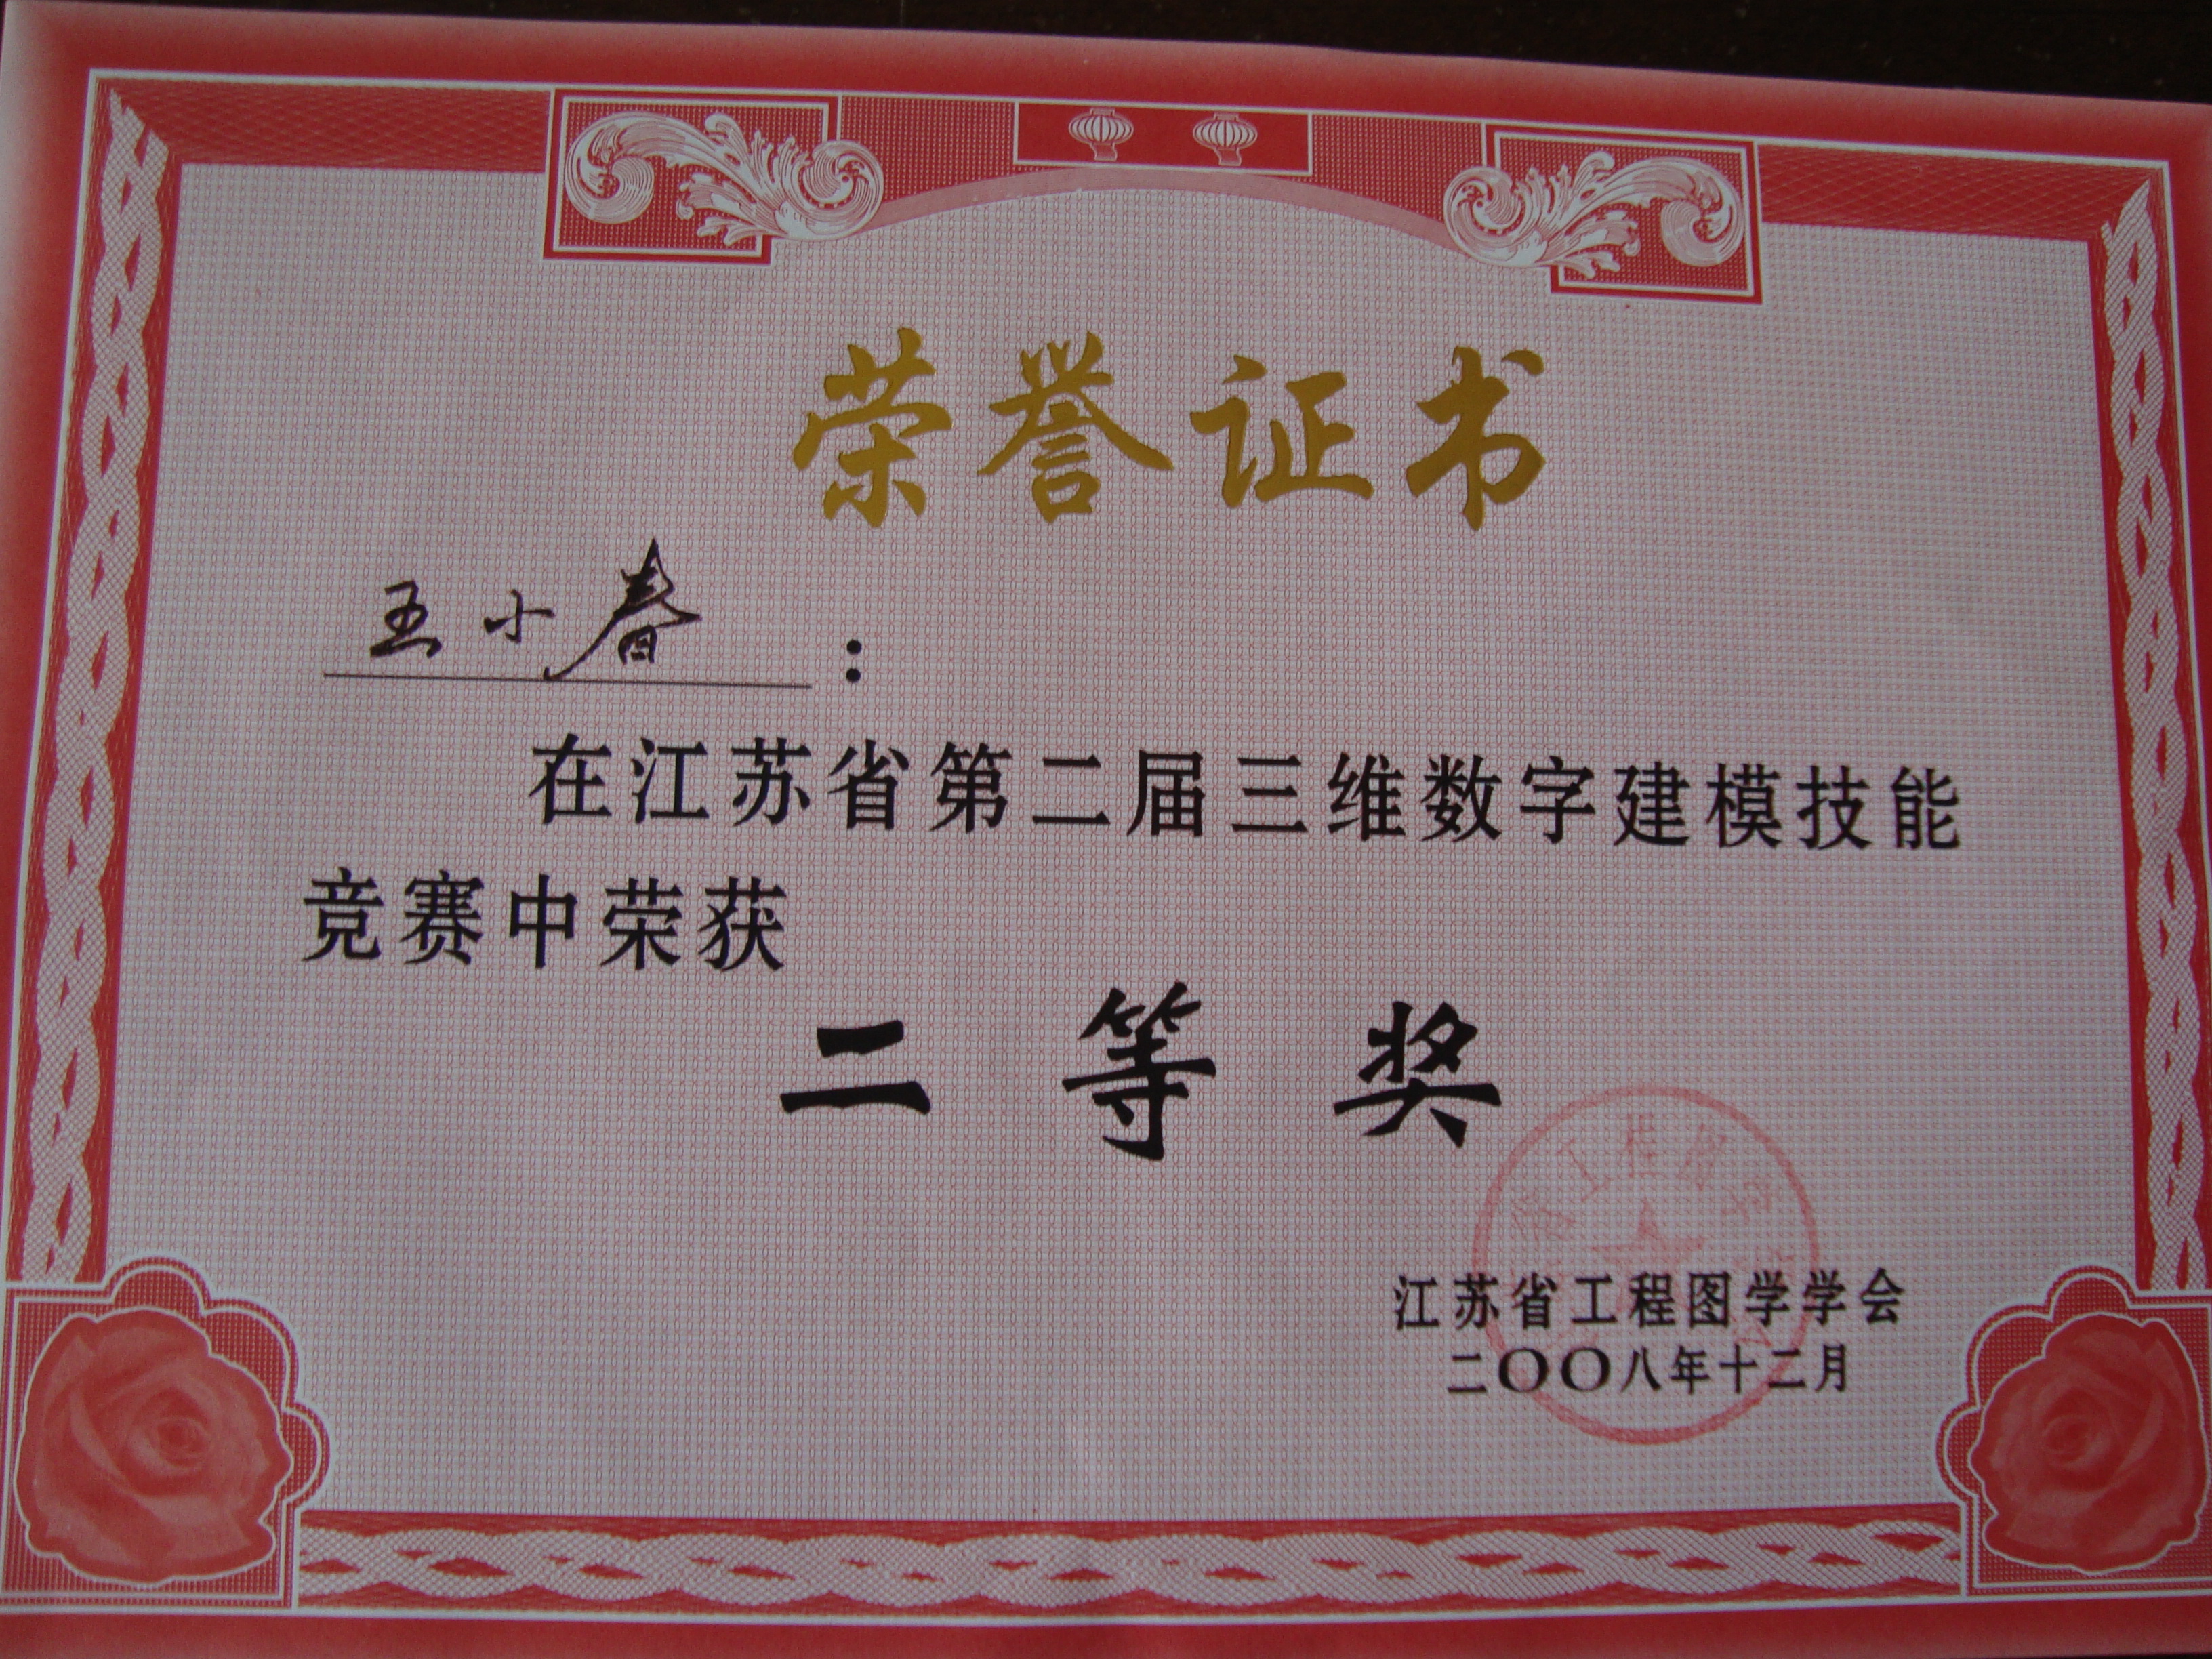 荣誉证书
王小春：
在江苏省第二届三维数字建模技能
竞赛中荣获
二等奖
江苏省工程图学学会
二〇〇八年十二月